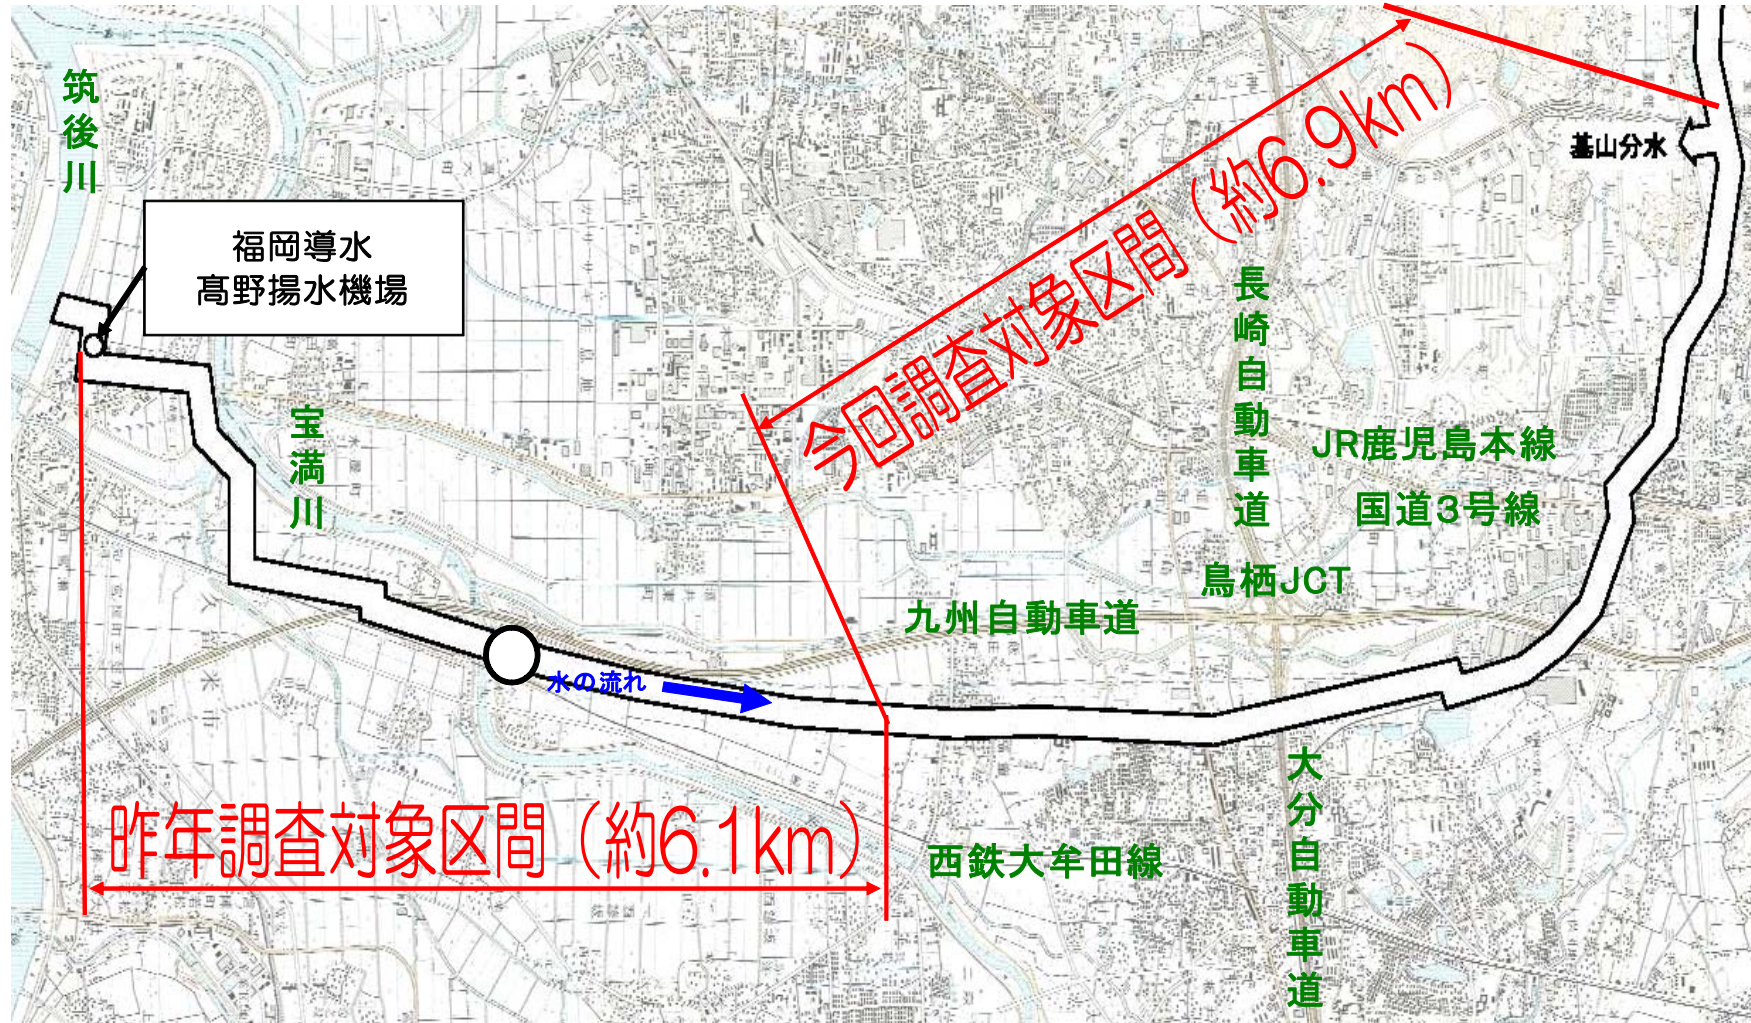 筑後川
福岡導水
髙野揚水機場
宝満川
今回調査対象区間（約6.9km）
基山分水
長崎自動車道
JR鹿児島本線
国道3号線
鳥栖JCT
九州自動車道
水の流れ
昨年調査対象区間（約6.1km）
西鉄大牟田線
大分自動車道